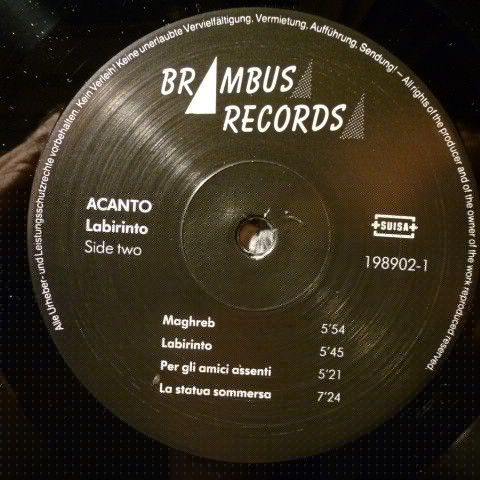 Alle Urheber- und Leistungsschutzrechte vorbehalten. Kein Verleih! Keine unerlaubte Vervielfältigung, Vermietung, Aufführung, Sendung! — All rights of the producer and of the owner of the work reproduced reserved.
BRAMBUS
RECORDS
ACANTO
Labirinto
Side two
SUISA
198902-1
Maghreb 5'54
Labirinto 5'45
Per gli amici assenti 5'21
La statua sommersa 7'24